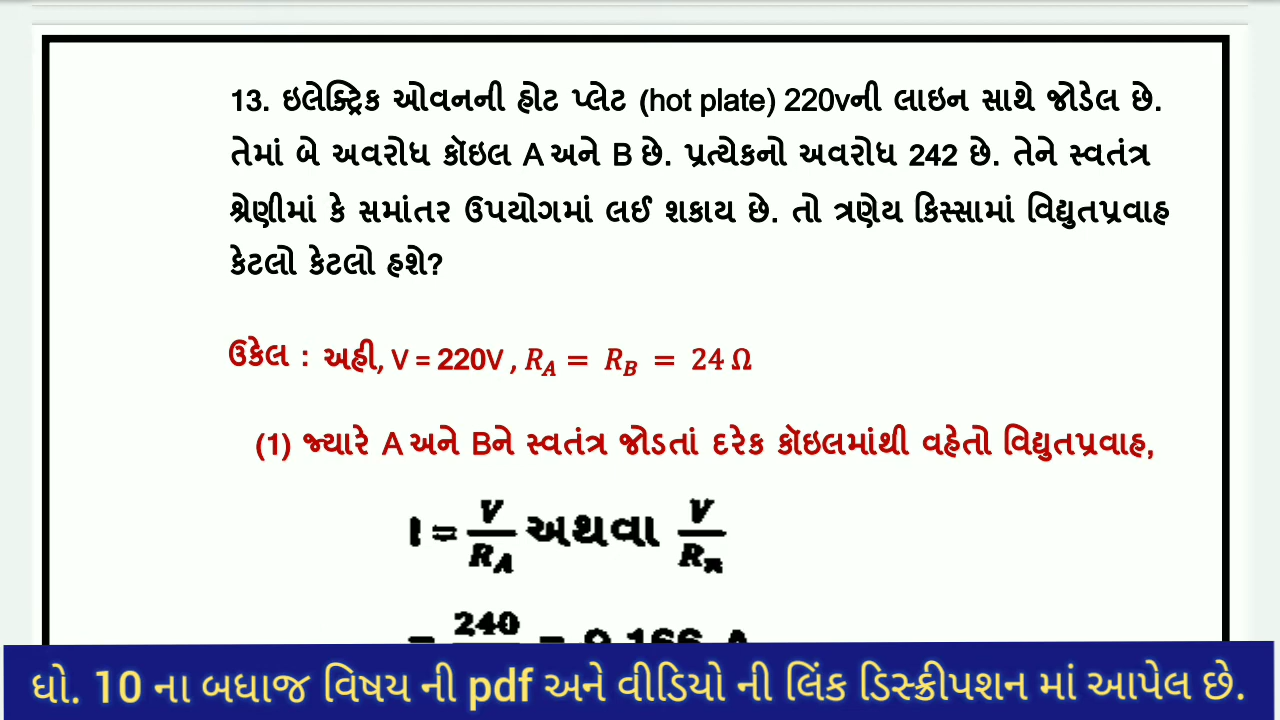 13. ઇલેક્ટ્રિક ઓવનની હોટ પ્લેટ (hot plate) 220vની લાઇન સાથે જોડેલ છે.
તેમાં બે અવરોધ કૉઇલ A અને B છે. પ્રત્યેકનો અવરોધ 242 છે. તેને સ્વતંત્ર
શ્રેણીમાં કે સમાંતર ઉપયોગમાં લઈ શકાય છે. તો ત્રણેય કિસ્સામાં વિદ્યુતપ્રવાહ
કેટલો કેટલો હશે?
ઉકેલ : અહી, V = 220V , R_A = R_B = 24 Ω
(1) જ્યારે A અને Bને સ્વતંત્ર જોડતાં દરેક કૉઇલમાંથી વહેતો વિદ્યુતપ્રવાહ,
I = V/R_A અથવા V/R
240
ધો. 10 ના બધાજ વિષય ની pdf અને વીડિયો ની લિંક ડિસ્ક્રીપશન માં આપેલ છે.